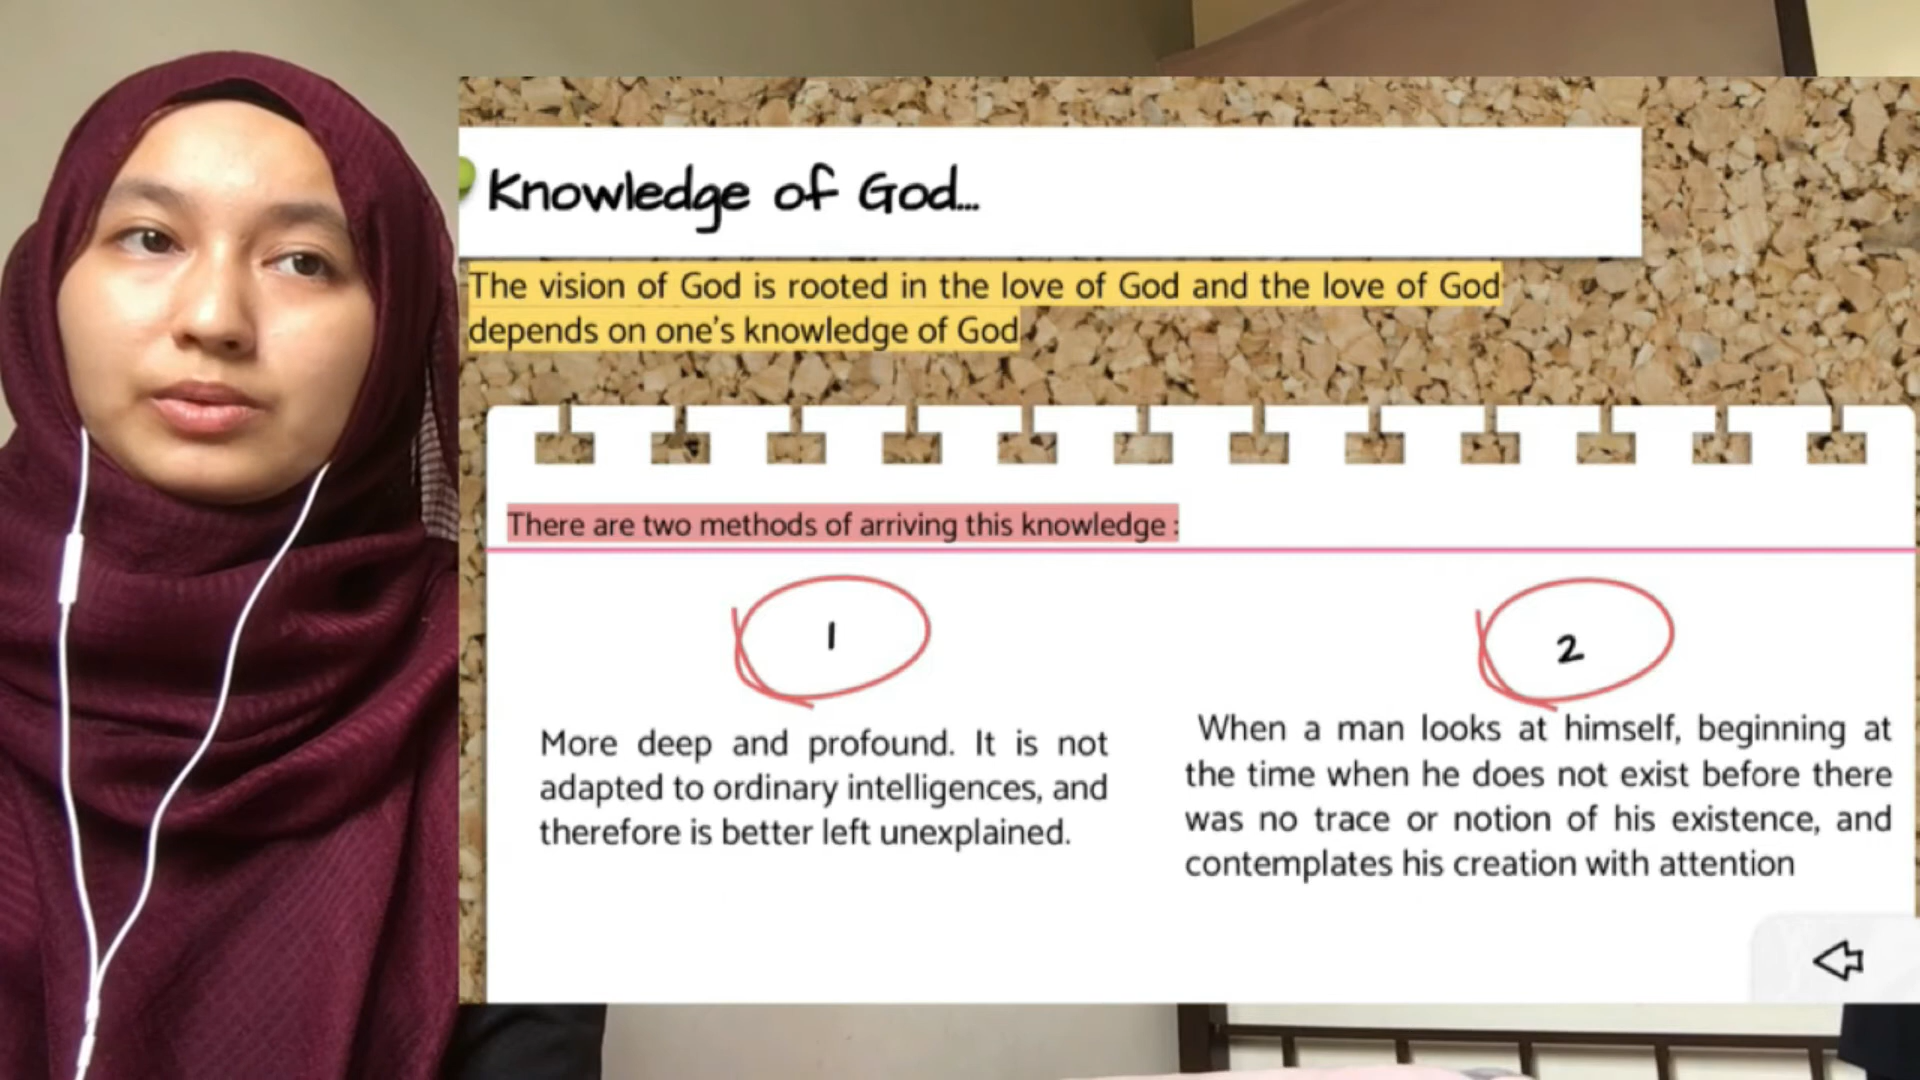 Knowledge of God...
The vision of God is rooted in the love of God and the love of God
depends on one's knowledge of God
There are two methods of arriving this knowledge :
1
More deep and profound. It is not
adapted to ordinary intelligences, and
therefore is better left unexplained.
2
When a man looks at himself, beginning at
the time when he does not exist before there
was no trace or notion of his existence, and
contemplates his creation with attention